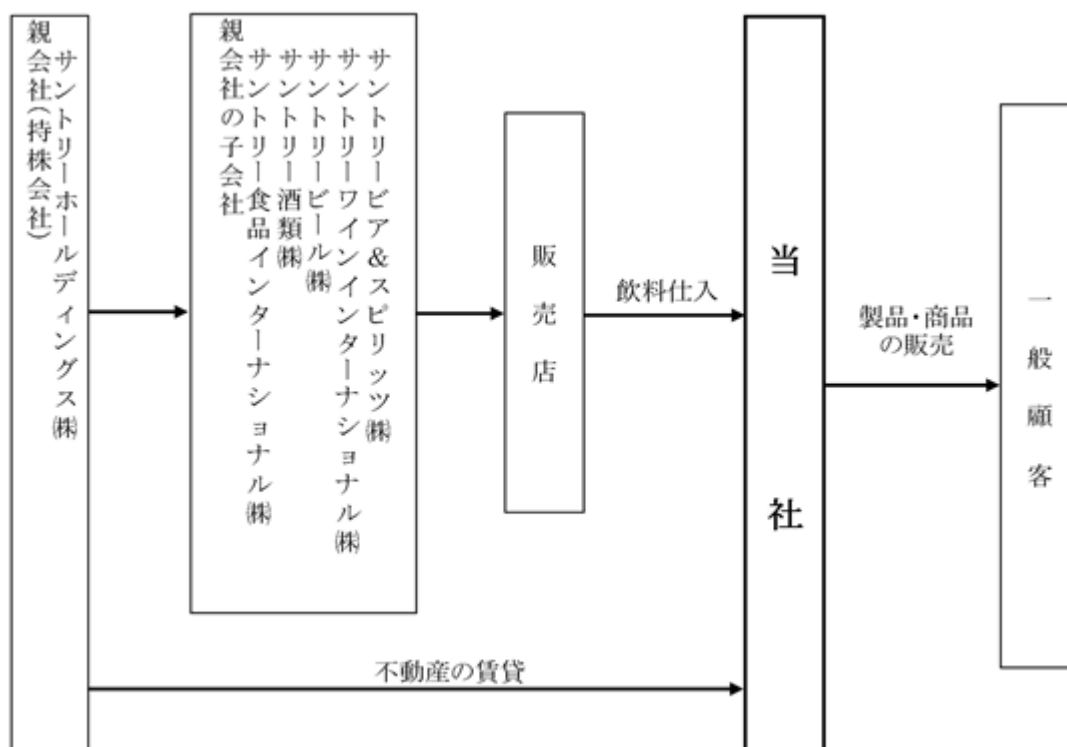 親会社(持株会社)
サントリーホールディングス㈱
親会社の子会社
サントリー食品インターナショナル㈱
サントリー酒類㈱
サントリービール㈱
サントリーワインインターナショナル㈱
サントリービア&スピリッツ㈱
販売店
飲料仕入
当社
製品・商品
の販売
一般顧客
不動産の賃貸